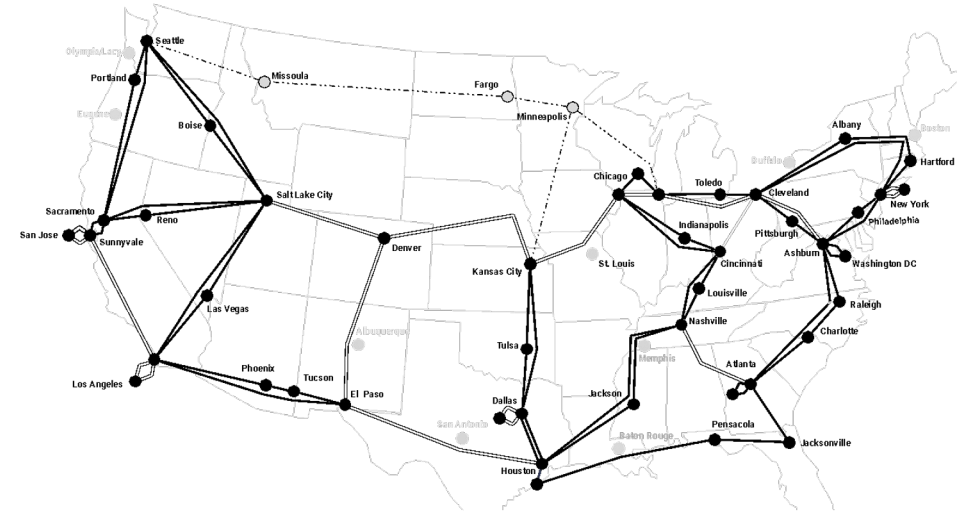 Seattle
Olympia/Lacy
Missoula
Portland
Fargo
Minneapolis
Eugene
Boise
Albany
Boston
Buffalo
Hartford
Chicago
Toledo
Cleveland
Salt Lake City
New York
Sacramento
Reno
Philadelphia
Indianapolis
Pittsburgh
San Jose
Sunnyvale
Denver
Ashburn
Kansas City
St. Louis
Cincinnati
Washington DC
Louisville
Las Vegas
Raleigh
Nashville
Albuquerque
Charlotte
Tulsa
Memphis
Phoenix
Tucson
Atlanta
Los Angeles
El Paso
Jackson
Dallas
San Antonio
Pensacola
Baton Rouge
Jacksonville
Houston